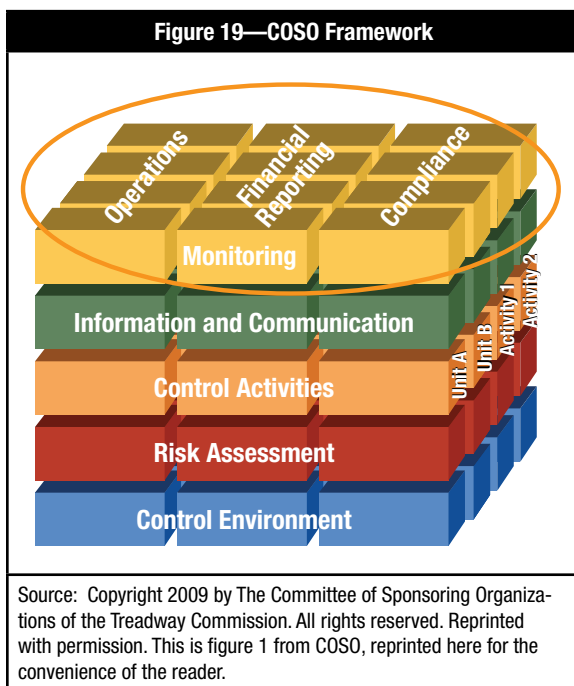 Figure 19—COSO Framework
Operations
Financial
Reporting
Compliance
Monitoring
Information and Communication
Control Activities
Risk Assessment
Control Environment
Unit A
Unit B
Activity 1
Activity 2
Source: Copyright 2009 by The Committee of Sponsoring Organiza-
tions of the Treadway Commission. All rights reserved. Reprinted
with permission. This is figure 1 from COSO, reprinted here for the
convenience of the reader.